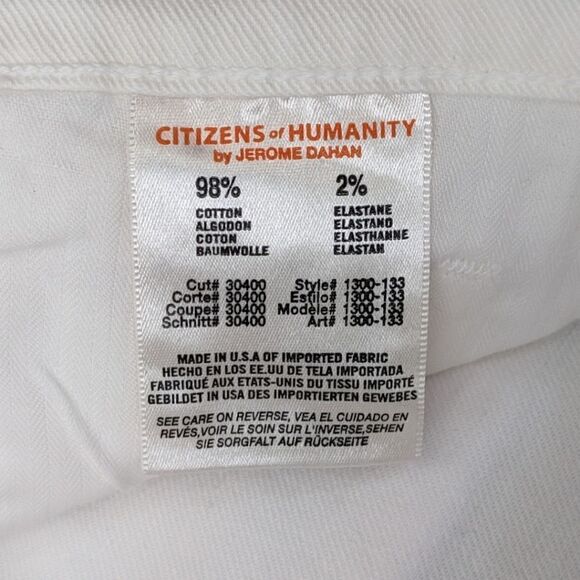 CITIZENS of HUMANITY
by JEROME DAHAN
98% 2%
COTTON ELASTANE
ALGODON ELASTANO
COTON ELASTHANNE
BAUMWOLLE ELASTAN
Cut# 30400 Style# 1300-133
Corte# 30400 Estilo# 1300-133
Coupe# 30400 Modéle# 1300-133
Schnitt# 30400 Art# 1300-133
MADE IN U.S.A OF IMPORTED FABRIC
HECHO EN LOS EE.UU DE TELA IMPORTADA
FABRIQUÉ AUX ETATS-UNIS DU TISSU IMPORTÉ
GEBILDET IN USA DES IMPORTIERTEN GEWEBES
SEE CARE ON REVERSE, VEA EL CUIDADO EN
REVÉS,VOIR LE SOIN SUR L'INVERSE,SEHEN
SIE SORGFALT AUF RÜCKSEITE